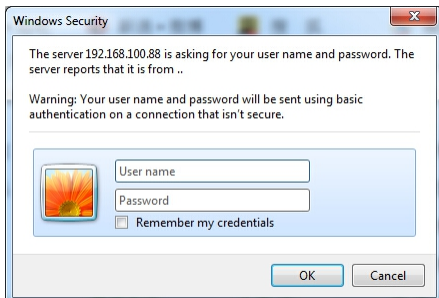 Windows Security
The server 192.168.100.88 is asking for your user name and password. The
server reports that it is from ..
Warning: Your user name and password will be sent using basic
authentication on a connection that isn't secure.
User name
Password
Remember my credentials
OK
Cancel